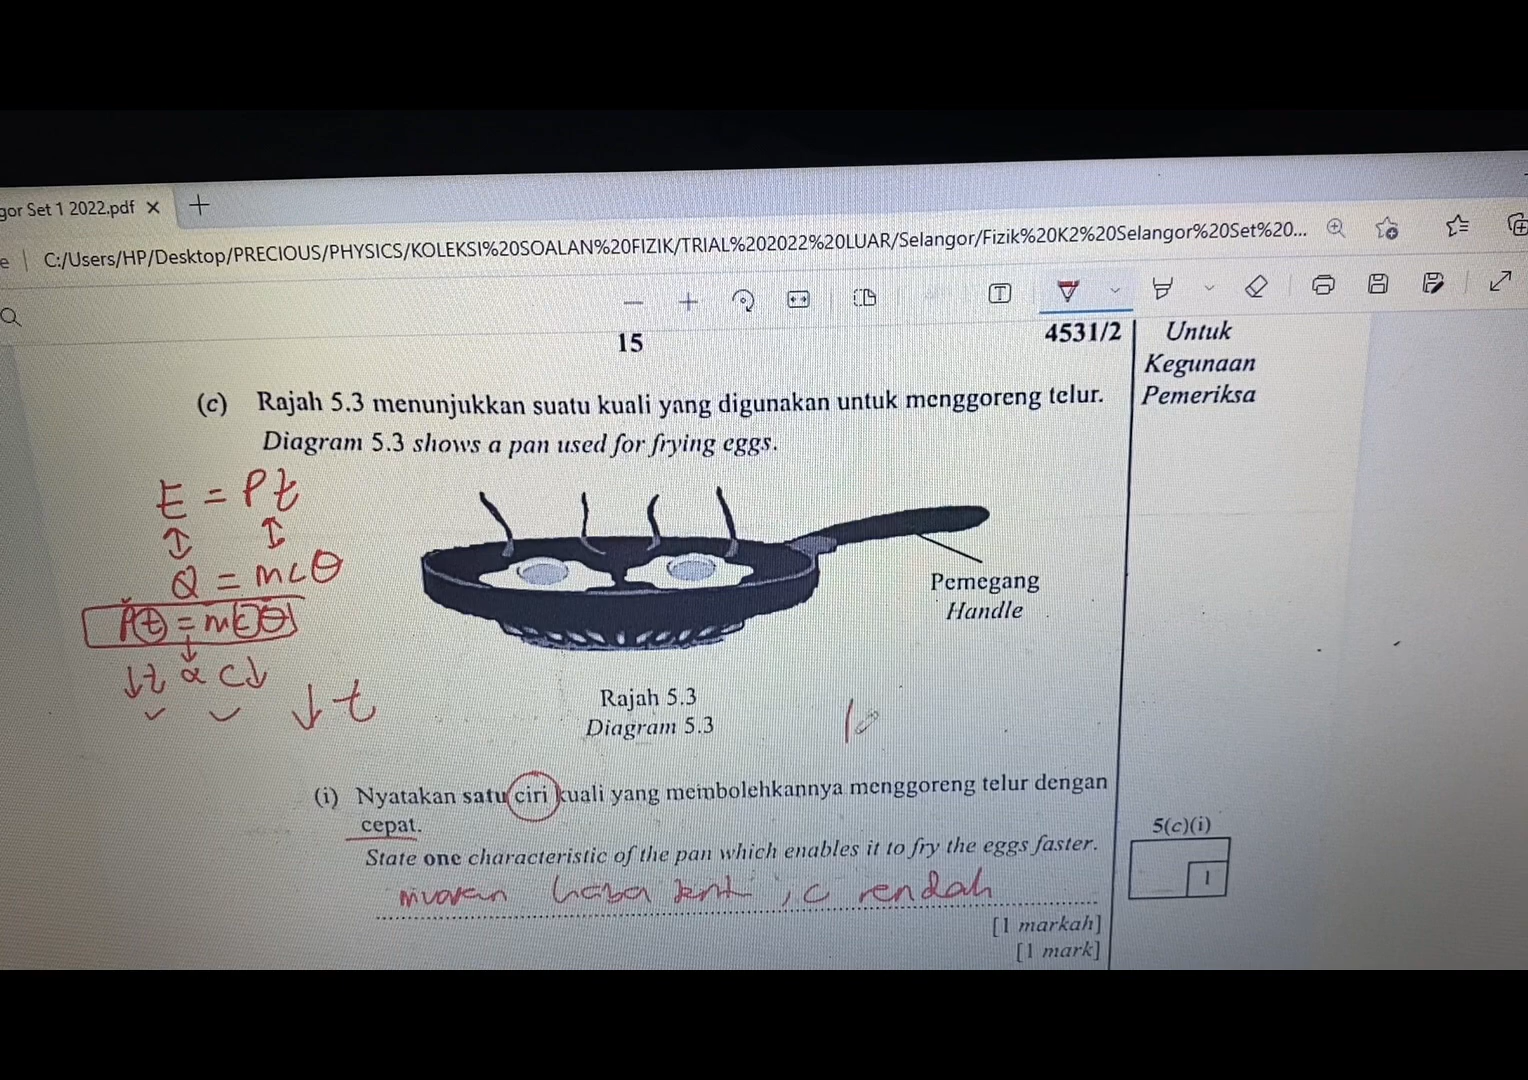 gor Set 1 2022.pdf
C:/Users/HP/Desktop/PRECIOUS/PHYSICS/KOLEKSI%20SOALAN%20FIZIK/TRIAL%202022%20LUAR/Selangor/Fizik%20K2%20Selangor%20Set%20...
15
4531/2
Untuk
Kegunaan
Pemeriksa
(c) Rajah 5.3 menunjukkan suatu kuali yang digunakan untuk menggoreng telur.
Diagram 5.3 shows a pan used for frying eggs.
E = Pt
Q = mcθ
Pt = mcθ
↓t α c↓
↓t
Pemegang
Handle
Rajah 5.3
Diagram 5.3
(i) Nyatakan satu ciri kuali yang membolehkannya menggoreng telur dengan
cepat.
State one characteristic of the pan which enables it to fry the eggs faster.
muatan haba tent , c rendah
[1 markah]
[1 mark]
5(c)(i)
1